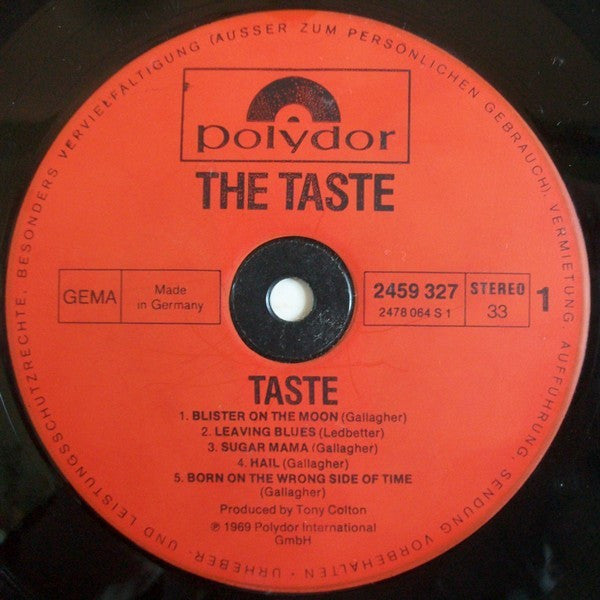 polydor
THE TASTE
GEMA
Made
in Germany
2459 327
2478 064 S 1
STEREO
33
1
TASTE
1. BLISTER ON THE MOON (Gallagher)
2. LEAVING BLUES (Ledbetter)
3. SUGAR MAMA (Gallagher)
4. HAIL (Gallagher)
5. BORN ON THE WRONG SIDE OF TIME
(Gallagher)
Produced by Tony Colton
℗ 1969 Polydor International
GmbH
URHEBER- UND LEISTUNGSSCHUTZRECHTE, BESONDERS VERVIELFÄLTIGUNG (AUSSER ZUM PERSÖNLICHEN GEBRAUCH), VERMIETUNG AUFFÜHRUNG, SENDUNG VORBEHALTEN ·